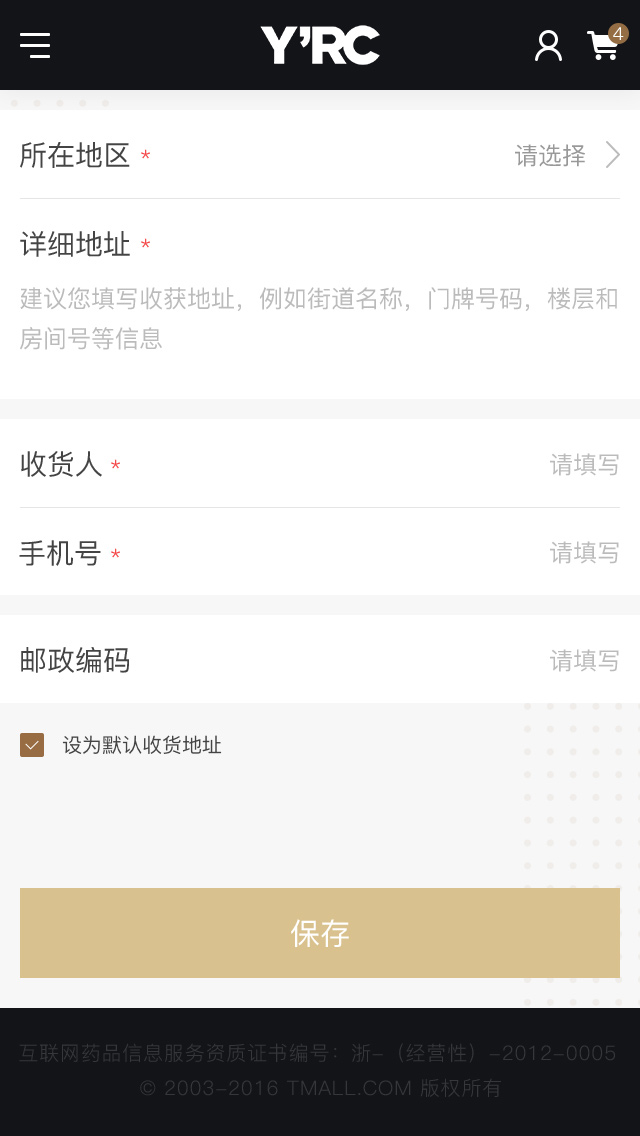 Y'RC
4
所在地区 *
请选择
详细地址 *
建议您填写收获地址，例如街道名称，门牌号码，楼层和
房间号等信息
收货人 *
请填写
手机号 *
请填写
邮政编码
请填写
设为默认收货地址
保存
互联网药品信息服务资质证书编号：浙-（经营性）-2012-0005
© 2003-2016 TMALL.COM 版权所有